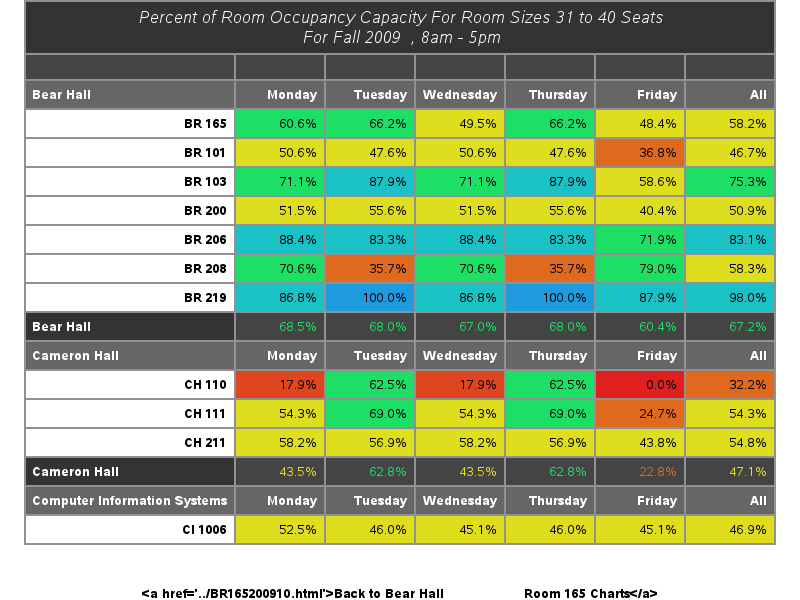 Percent of Room Occupancy Capacity For Room Sizes 31 to 40 Seats
For Fall 2009 , 8am - 5pm
Bear Hall Monday Tuesday Wednesday Thursday Friday All
BR 165 60.6% 66.2% 49.5% 66.2% 48.4% 58.2%
BR 101 50.6% 47.6% 50.6% 47.6% 36.8% 46.7%
BR 103 71.1% 87.9% 71.1% 87.9% 58.6% 75.3%
BR 200 51.5% 55.6% 51.5% 55.6% 40.4% 50.9%
BR 206 88.4% 83.3% 88.4% 83.3% 71.9% 83.1%
BR 208 70.6% 35.7% 70.6% 35.7% 79.0% 58.3%
BR 219 86.8% 100.0% 86.8% 100.0% 87.9% 98.0%
Bear Hall 68.5% 68.0% 67.0% 68.0% 60.4% 67.2%
Cameron Hall Monday Tuesday Wednesday Thursday Friday All
CH 110 17.9% 62.5% 17.9% 62.5% 0.0% 32.2%
CH 111 54.3% 69.0% 54.3% 69.0% 24.7% 54.3%
CH 211 58.2% 56.9% 58.2% 56.9% 43.8% 54.8%
Cameron Hall 43.5% 62.8% 43.5% 62.8% 22.8% 47.1%
Computer Information Systems Monday Tuesday Wednesday Thursday Friday All
CI 1006 52.5% 46.0% 45.1% 46.0% 45.1% 46.9%
<a href='../BR165200910.html'>Back to Bear Hall Room 165 Charts</a>